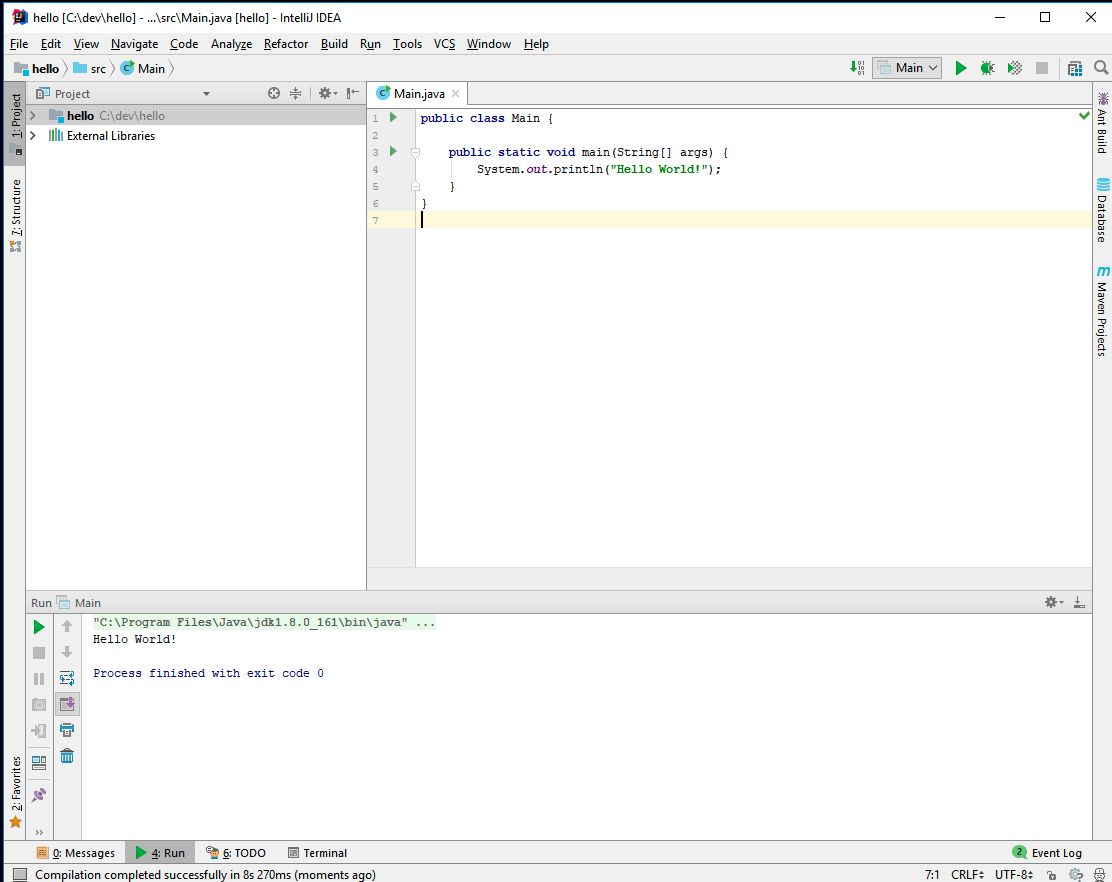 hello [C:\dev\hello] - ...\src\Main.java [hello] - IntelliJ IDEA
File Edit View Navigate Code Analyze Refactor Build Run Tools VCS Window Help
hello src Main Main
1: Project
7: Structure
2: Favorites
Project
hello C:\dev\hello
External Libraries
Main.java
1 public class Main {
2
3 public static void main(String[] args) {
4 System.out.println("Hello World!");
5 }
6 }
7
Ant Build
Database
Maven Projects
Run Main
"C:\Program Files\Java\jdk1.8.0_161\bin\java" ...
Hello World!
Process finished with exit code 0
0: Messages 4: Run 6: TODO Terminal 2 Event Log
Compilation completed successfully in 8s 270ms (moments ago) 7:1 CRLF UTF-8